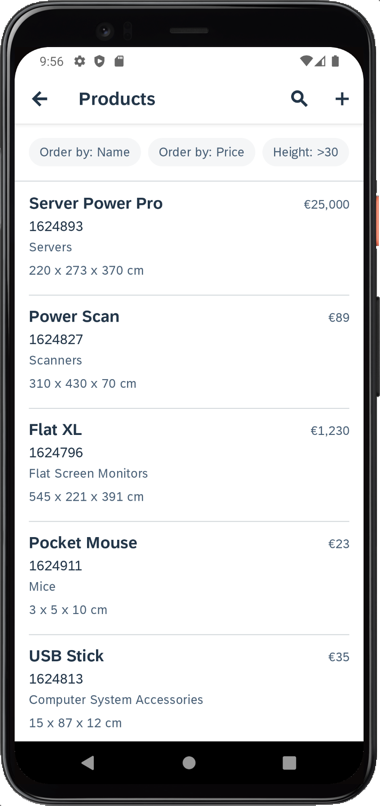 9:56
Products
Order by: Name
Order by: Price
Height: >30
Server Power Pro
€25,000
1624893
Servers
220 x 273 x 370 cm
Power Scan
€89
1624827
Scanners
310 x 430 x 70 cm
Flat XL
€1,230
1624796
Flat Screen Monitors
545 x 221 x 391 cm
Pocket Mouse
€23
1624911
Mice
3 x 5 x 10 cm
USB Stick
€35
1624813
Computer System Accessories
15 x 87 x 12 cm